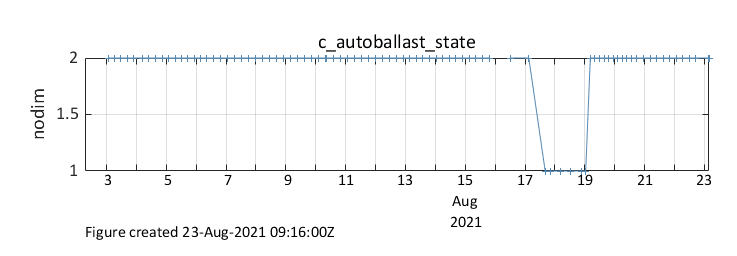 c_autoballast_state
2
1.5
1
nodim
3 5 7 9 11 13 15 17 19 21 23
Aug
2021
Figure created 23-Aug-2021 09:16:00Z